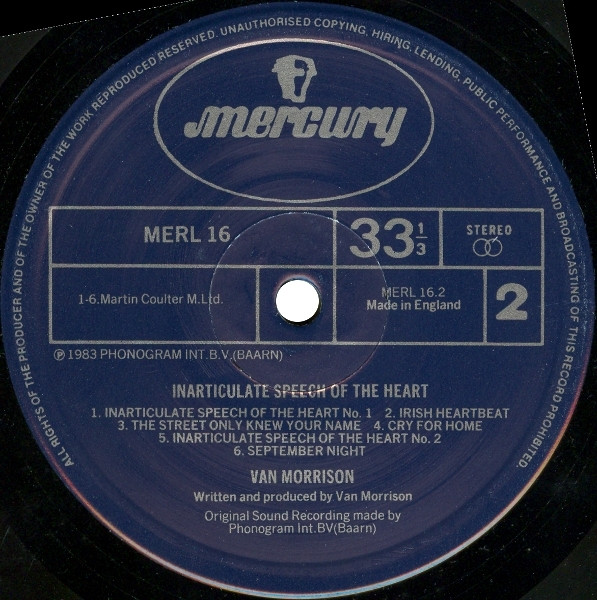 ALL RIGHTS OF THE PRODUCER AND OF THE OWNER OF THE WORK REPRODUCED RESERVED. UNAUTHORISED COPYING, HIRING, LENDING, PUBLIC PERFORMANCE AND BROADCASTING OF THIS RECORD PROHIBITED.
mercury
MERL 16
33 1/3
STEREO
1-6. Martin Coulter M. Ltd.
MERL 16.2
Made in England
2
℗ 1983 PHONOGRAM INT. B.V. (BAARN)
INARTICULATE SPEECH OF THE HEART
1. INARTICULATE SPEECH OF THE HEART No. 1 2. IRISH HEARTBEAT
3. THE STREET ONLY KNEW YOUR NAME 4. CRY FOR HOME
5. INARTICULATE SPEECH OF THE HEART No. 2
6. SEPTEMBER NIGHT
VAN MORRISON
Written and produced by Van Morrison
Original Sound Recording made by
Phonogram Int. BV (Baarn)